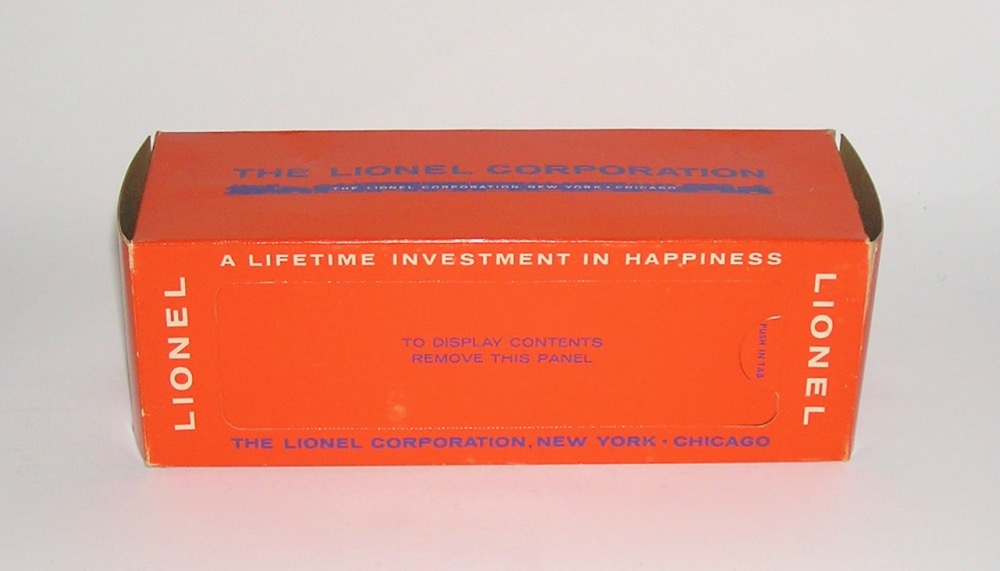 THE LIONEL CORPORATION
THE LIONEL CORPORATION NEW YORK • CHICAGO
A LIFETIME INVESTMENT IN HAPPINESS
LIONEL
TO DISPLAY CONTENTS
REMOVE THIS PANEL
PUSH IN TAB
LIONEL
THE LIONEL CORPORATION, NEW YORK • CHICAGO